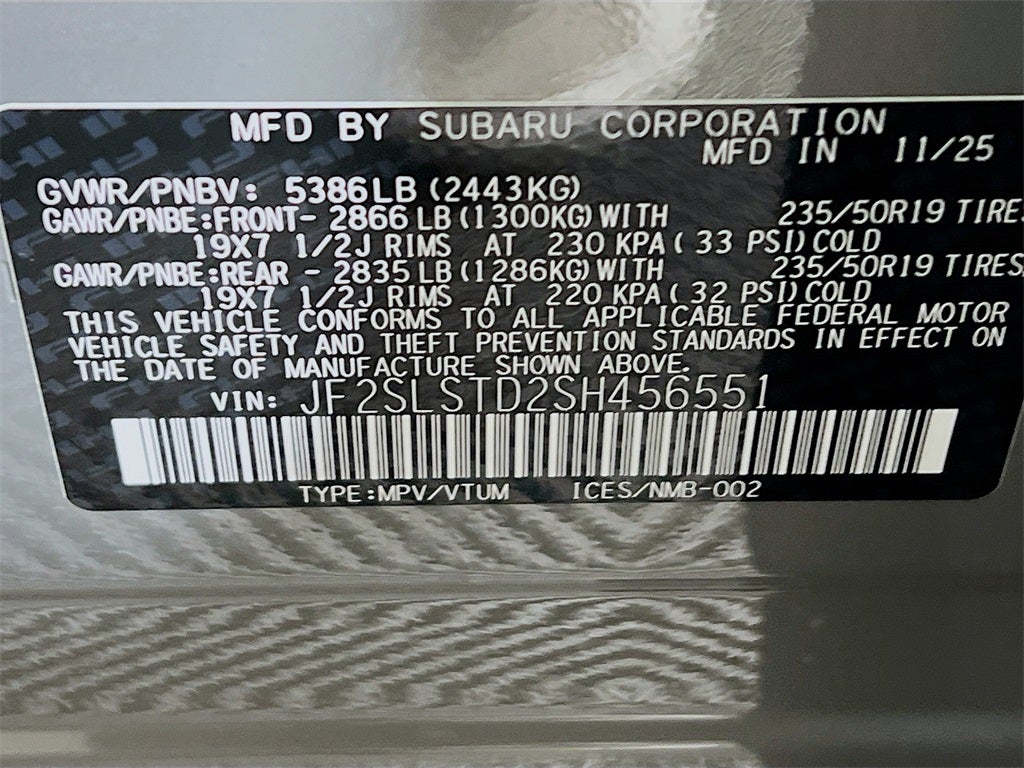 MFD BY SUBARU CORPORATION
MFD IN 11/25
GVWR/PNBV: 5386LB (2443KG)
GAWR/PNBE:FRONT- 2866 LB (1300KG) WITH 235/50R19 TIRES
19X7 1/2J RIMS AT 230 KPA ( 33 PSI) COLD
GAWR/PNBE:REAR - 2835 LB (1286KG) WITH 235/50R19 TIRES
19X7 1/2J RIMS AT 220 KPA ( 32 PSI) COLD
THIS VEHICLE CONFORMS TO ALL APPLICABLE FEDERAL MOTOR
VEHICLE SAFETY AND THEFT PREVENTION STANDARDS IN EFFECT ON
THE DATE OF MANUFACTURE SHOWN ABOVE.
VIN: JF2SLSTD2SH456551
TYPE:MPV/VTUM ICES/NMB-002